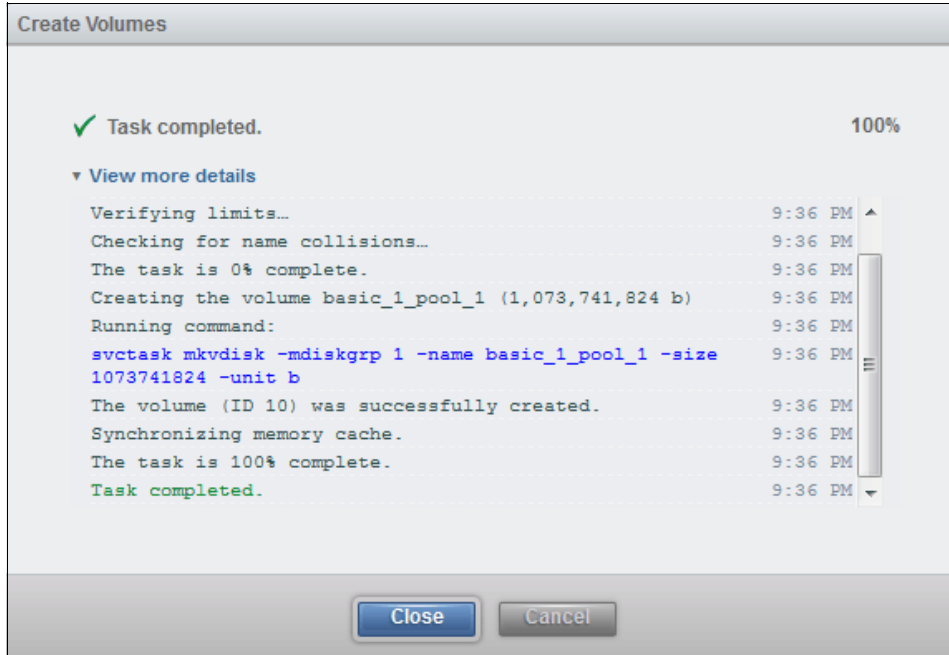 Create Volumes
Task completed. 100%
View more details
Verifying limits… 9:36 PM
Checking for name collisions… 9:36 PM
The task is 0% complete. 9:36 PM
Creating the volume basic_1_pool_1 (1,073,741,824 b) 9:36 PM
Running command: 9:36 PM
svctask mkvdisk -mdiskgrp 1 -name basic_1_pool_1 -size 9:36 PM
1073741824 -unit b
The volume (ID 10) was successfully created. 9:36 PM
Synchronizing memory cache. 9:36 PM
The task is 100% complete. 9:36 PM
Task completed. 9:36 PM
Close Cancel